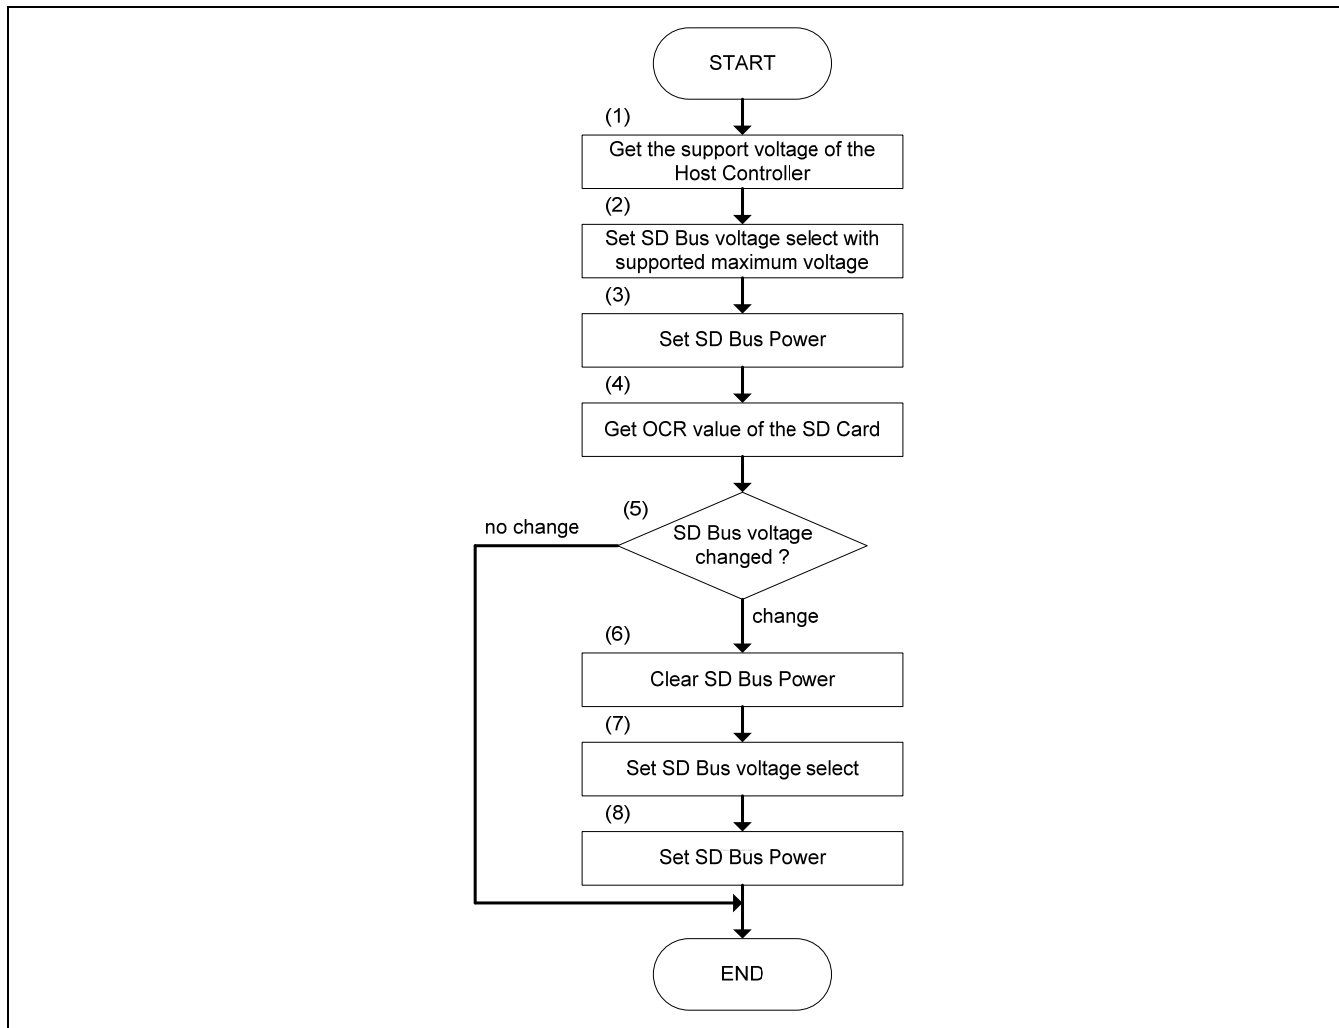 START
(1)
Get the support voltage of the
Host Controller
(2)
Set SD Bus voltage select with
supported maximum voltage
(3)
Set SD Bus Power
(4)
Get OCR value of the SD Card
(5)
no change
SD Bus voltage
changed ?
change
(6)
Clear SD Bus Power
(7)
Set SD Bus voltage select
(8)
Set SD Bus Power
END